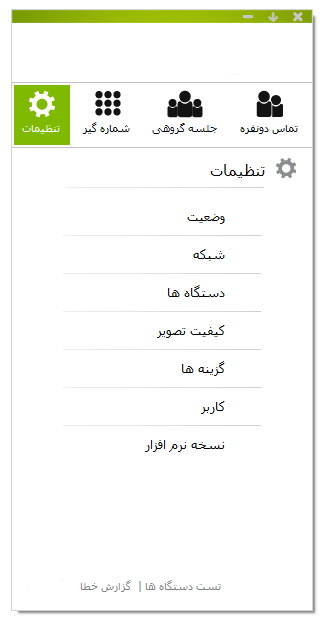 تماس دونفره جلسه گروهی شماره گیر تنظیمات
تنظیمات
وضعیت
شبکه
دستگاه ها
کیفیت تصویر
گزینه ها
کاربر
نسخه نرم افزار
تست دستگاه ها | گزارش خطا